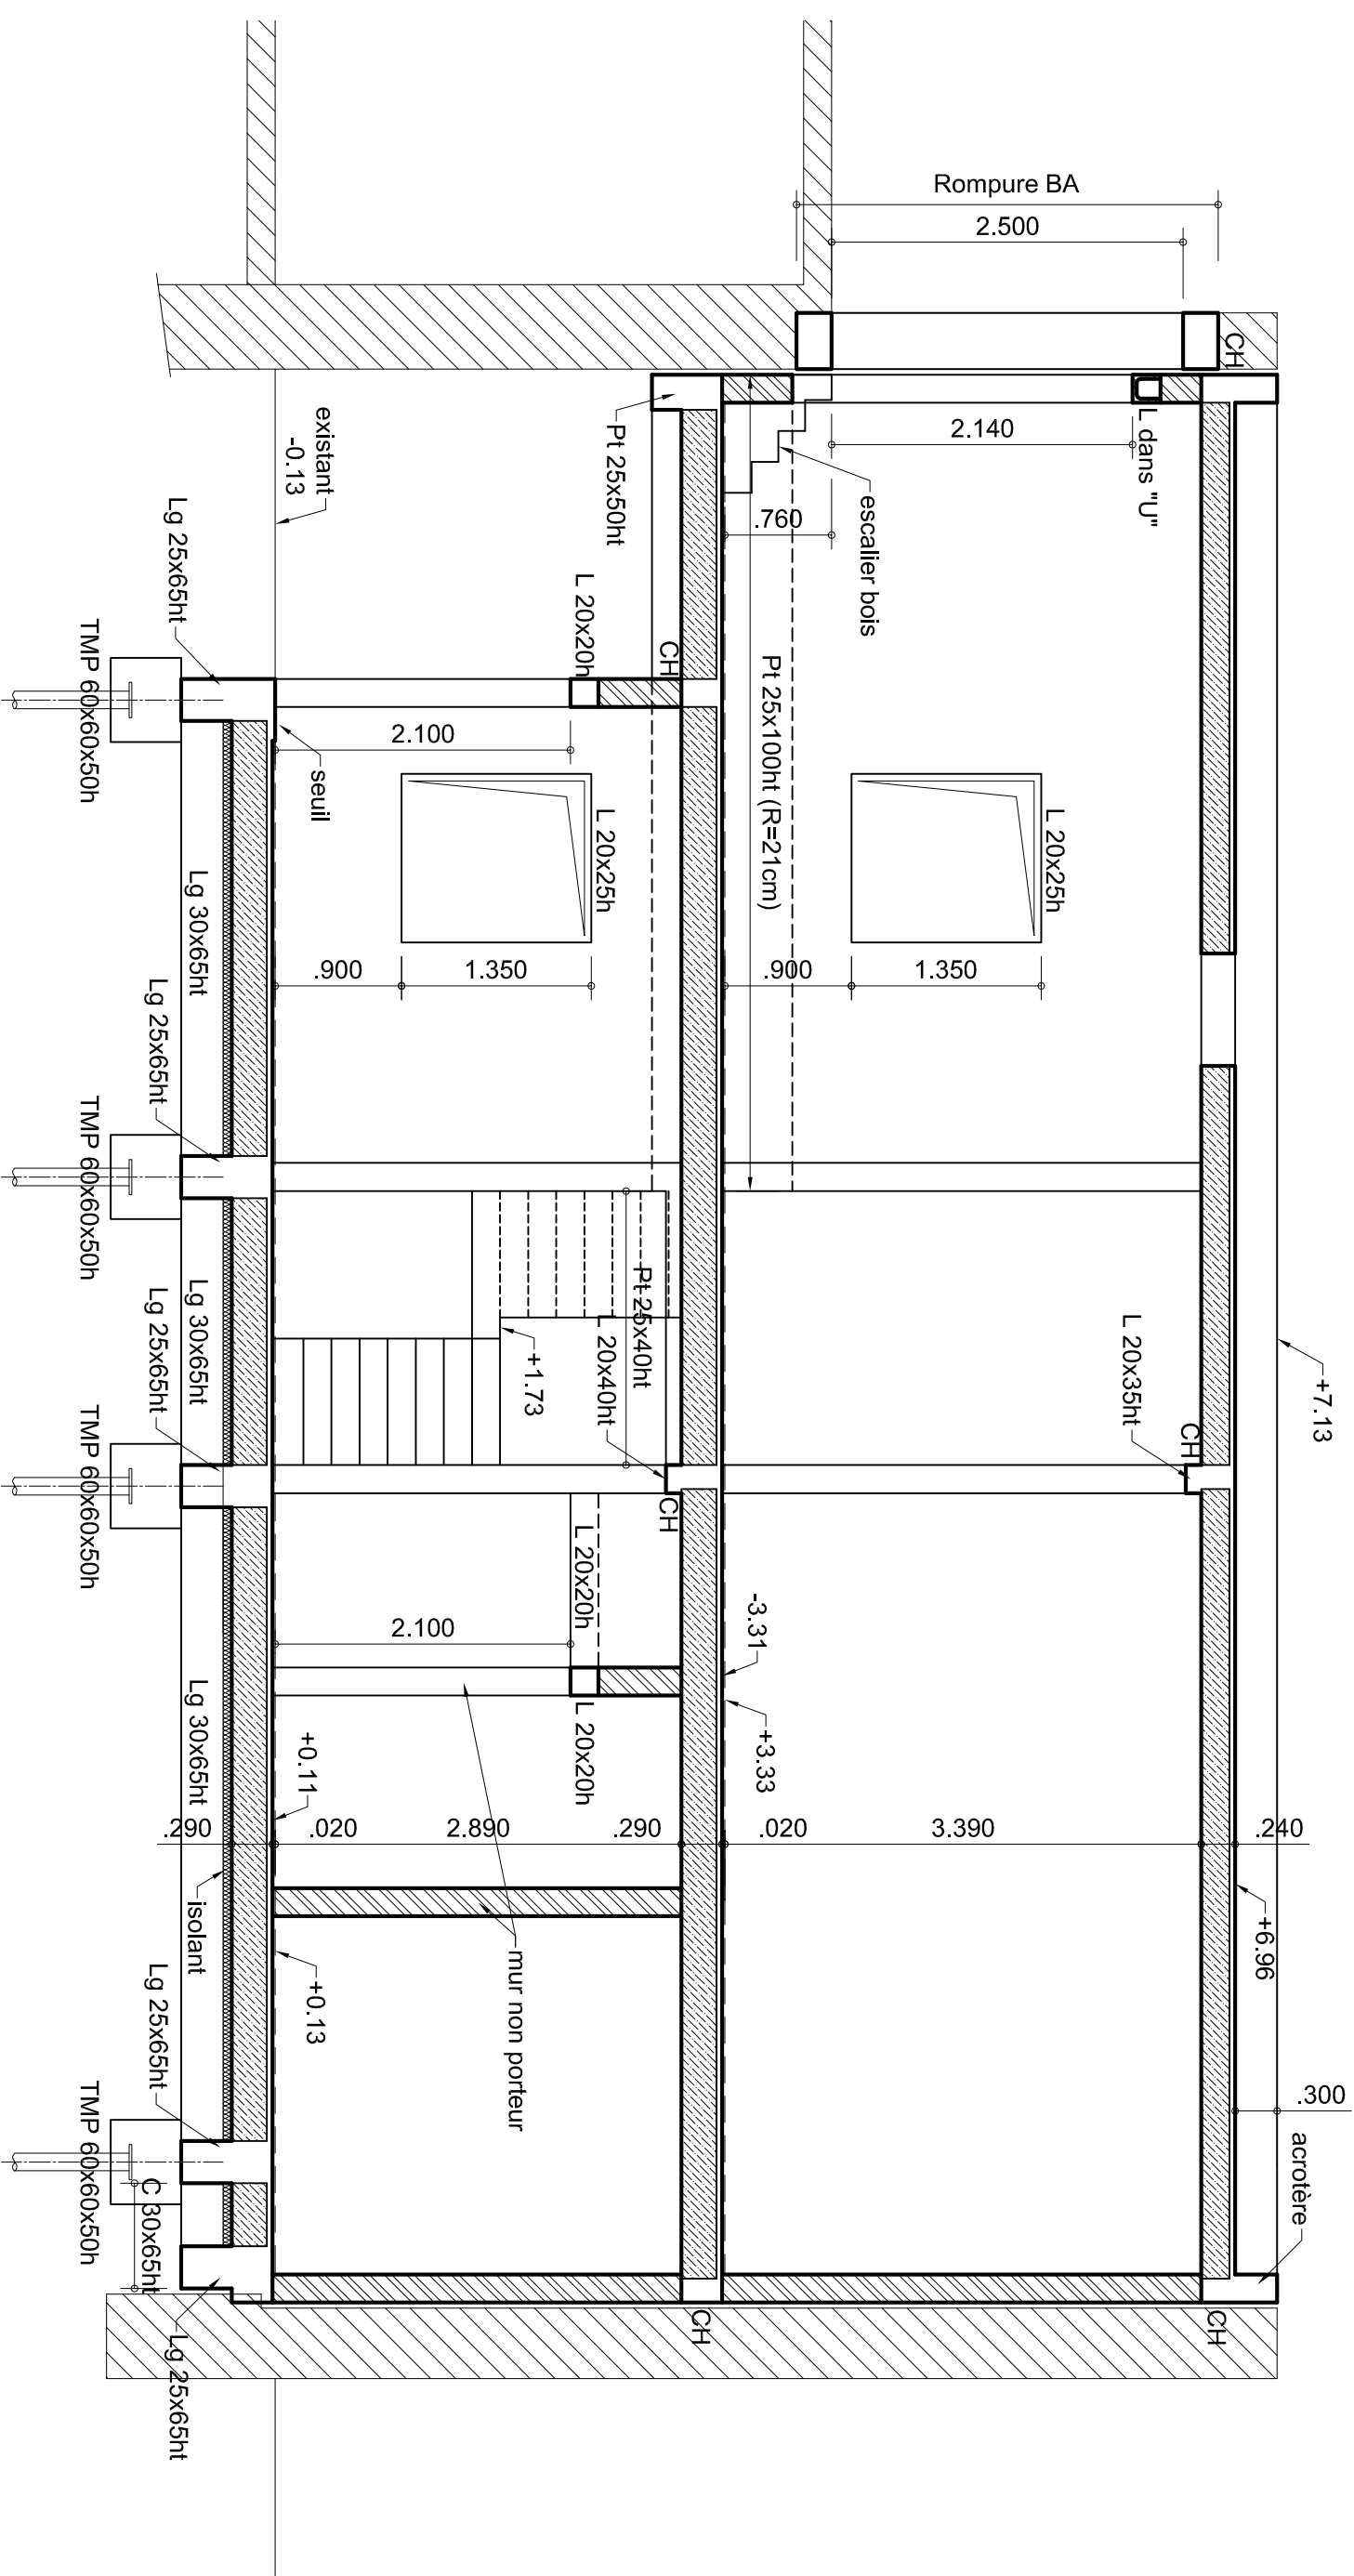 +7.13
.300
acrotère
CH
CH
+6.96
.240
L dans "U"
L 20x25h
L 20x35ht
CH
Rompure BA
2.500
2.140
.760
escalier bois
Pt 25x100ht (R=21cm)
.900
1.350
3.390
.020
-3.31
+3.33
Pt 25x50ht
CH
L 20x20h
L 20x25h
Pt 25x40ht
L 20x40ht
CH
CH
existant
-0.13
seuil
2.100
.900
1.350
+1.73
L 20x20h
2.100
L 20x20h
mur non porteur
.290
2.890
.020
+0.11
+0.13
.290
isolant
Lg 25x65ht
Lg 30x65ht
Lg 25x65ht
Lg 30x65ht
Lg 25x65ht
Lg 30x65ht
Lg 25x65ht
C 30x65ht
Lg 25x65ht
TMP 60x60x50h
TMP 60x60x50h
TMP 60x60x50h
TMP 60x60x50h